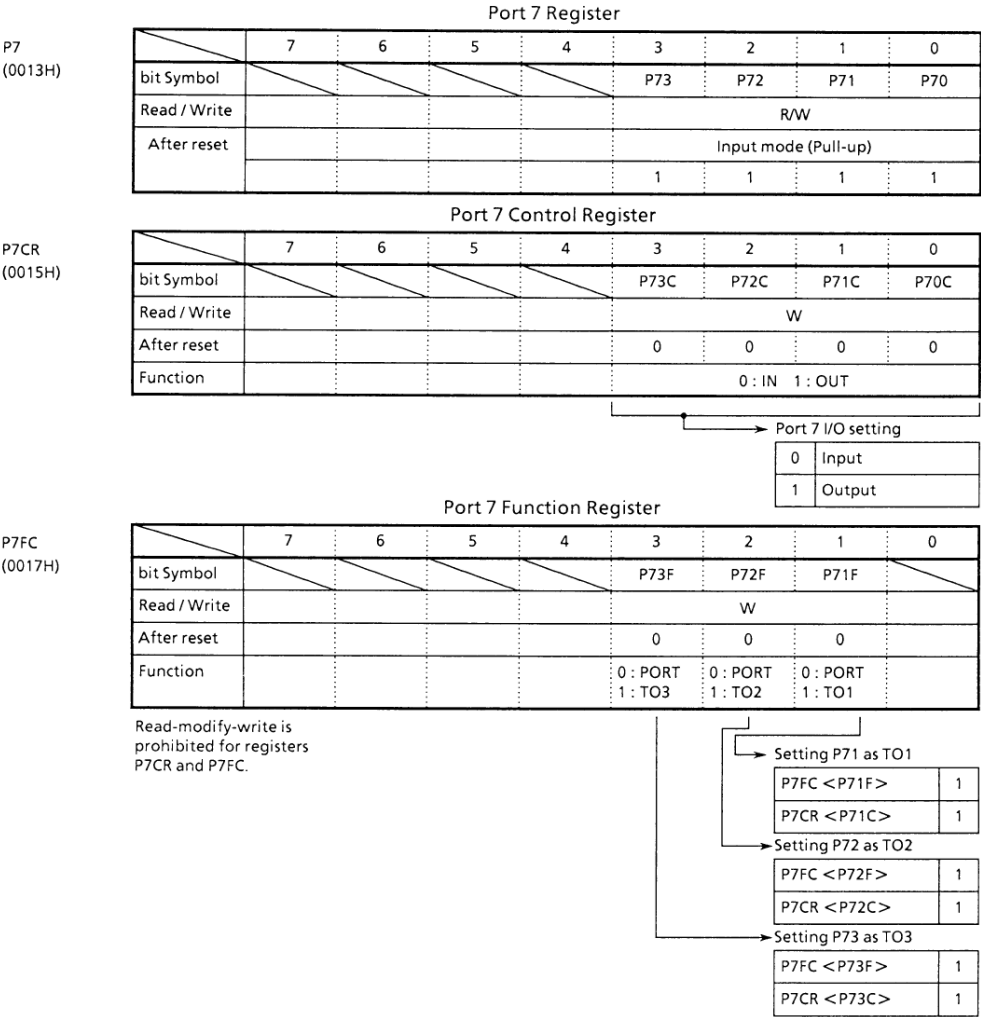 Port 7 Register
P7
(0013H)
7 6 5 4 3 2 1 0
bit Symbol P73 P72 P71 P70
Read / Write R/W
After reset Input mode (Pull-up)
1 1 1 1
Port 7 Control Register
P7CR
(0015H)
7 6 5 4 3 2 1 0
bit Symbol P73C P72C P71C P70C
Read / Write W
After reset 0 0 0 0
Function 0 : IN 1 : OUT
Port 7 I/O setting
0 Input
1 Output
Port 7 Function Register
P7FC
(0017H)
7 6 5 4 3 2 1 0
bit Symbol P73F P72F P71F
Read / Write W
After reset 0 0 0
Function 0 : PORT 0 : PORT 0 : PORT
1 : TO3 1 : TO2 1 : TO1
Read-modify-write is
prohibited for registers
P7CR and P7FC.
Setting P71 as TO1
P7FC <P71F> 1
P7CR <P71C> 1
Setting P72 as TO2
P7FC <P72F> 1
P7CR <P72C> 1
Setting P73 as TO3
P7FC <P73F> 1
P7CR <P73C> 1